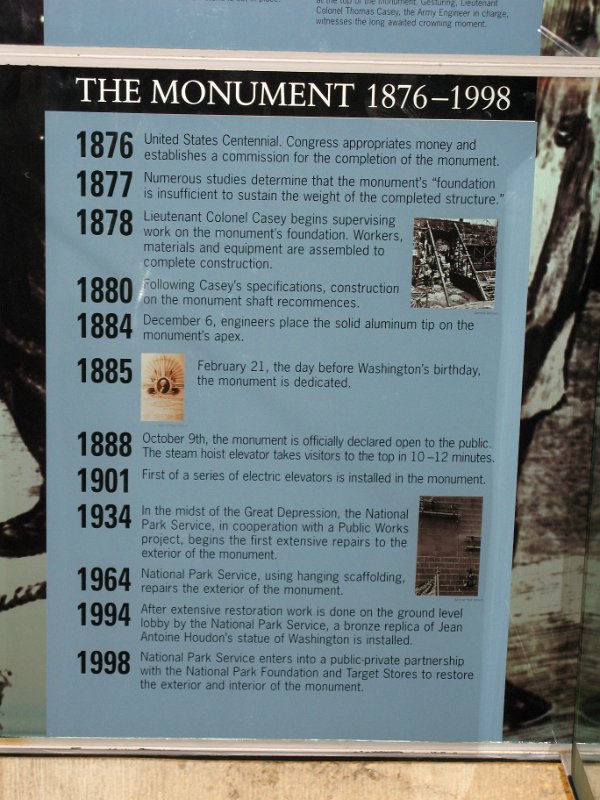 at the top of the monument. Gesturing, Lieutenant
Colonel Thomas Casey, the Army Engineer in charge,
witnesses the long awaited crowning moment.
THE MONUMENT 1876–1998
1876 United States Centennial. Congress appropriates money and
establishes a commission for the completion of the monument.
1877 Numerous studies determine that the monument's "foundation
is insufficient to sustain the weight of the completed structure."
1878 Lieutenant Colonel Casey begins supervising
work on the monument's foundation. Workers,
materials and equipment are assembled to
complete construction.
1880 Following Casey's specifications, construction
on the monument shaft recommences.
1884 December 6, engineers place the solid aluminum tip on the
monument's apex.
1885 February 21, the day before Washington's birthday,
the monument is dedicated.
1888 October 9th, the monument is officially declared open to the public.
The steam hoist elevator takes visitors to the top in 10–12 minutes.
1901 First of a series of electric elevators is installed in the monument.
1934 In the midst of the Great Depression, the National
Park Service, in cooperation with a Public Works
project, begins the first extensive repairs to the
exterior of the monument.
1964 National Park Service, using hanging scaffolding,
repairs the exterior of the monument.
1994 After extensive restoration work is done on the ground level
lobby by the National Park Service, a bronze replica of Jean
Antoine Houdon's statue of Washington is installed.
1998 National Park Service enters into a public-private partnership
with the National Park Foundation and Target Stores to restore
the exterior and interior of the monument.